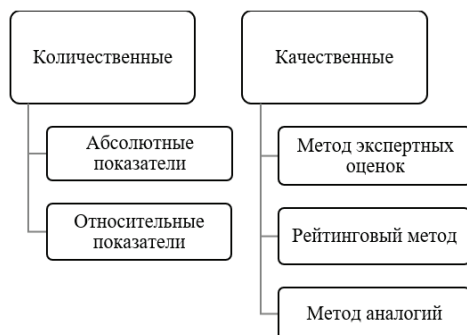 Количественные
Абсолютные
показатели
Относительные
показатели
Качественные
Метод экспертных
оценок
Рейтинговый метод
Метод аналогий